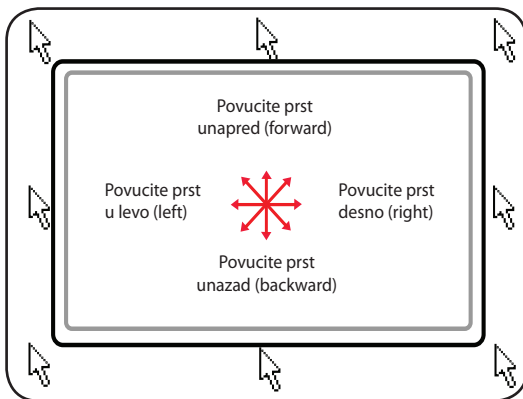 Povucite prst
unapred (forward)
Povucite prst
u levo (left)
Povucite prst
desno (right)
Povucite prst
unazad (backward)